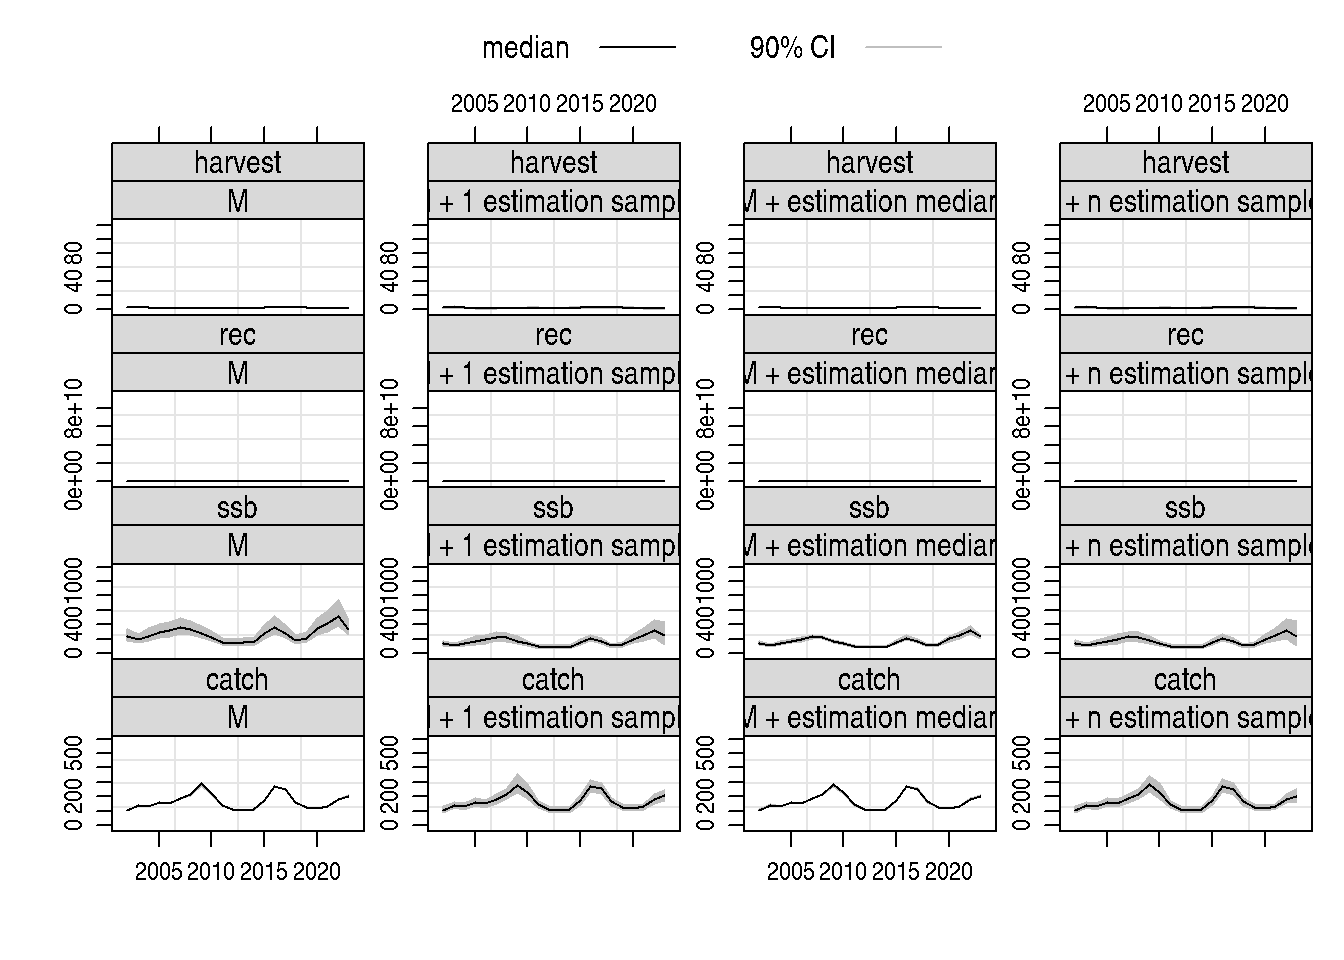 median 90% CI
2005 2010 2015 2020 2005 2010 2015 2020
harvest harvest harvest harvest
M + 1 estimation sampl M + estimation median + n estimation sample
0 40 80 0 40 80 0 40 80 0 40 80
rec rec rec rec
M + 1 estimation sampl M + estimation median + n estimation sample
0e+00 8e+10 0e+00 8e+10 0e+00 8e+10 0e+00 8e+10
ssb ssb ssb ssb
M + 1 estimation sampl M + estimation median + n estimation sample
0 400 1000 0 400 1000 0 400 1000 0 400 1000
catch catch catch catch
M + 1 estimation sampl M + estimation median + n estimation sample
0 200 500 0 200 500 0 200 500 0 200 500
2005 2010 2015 2020 2005 2010 2015 2020